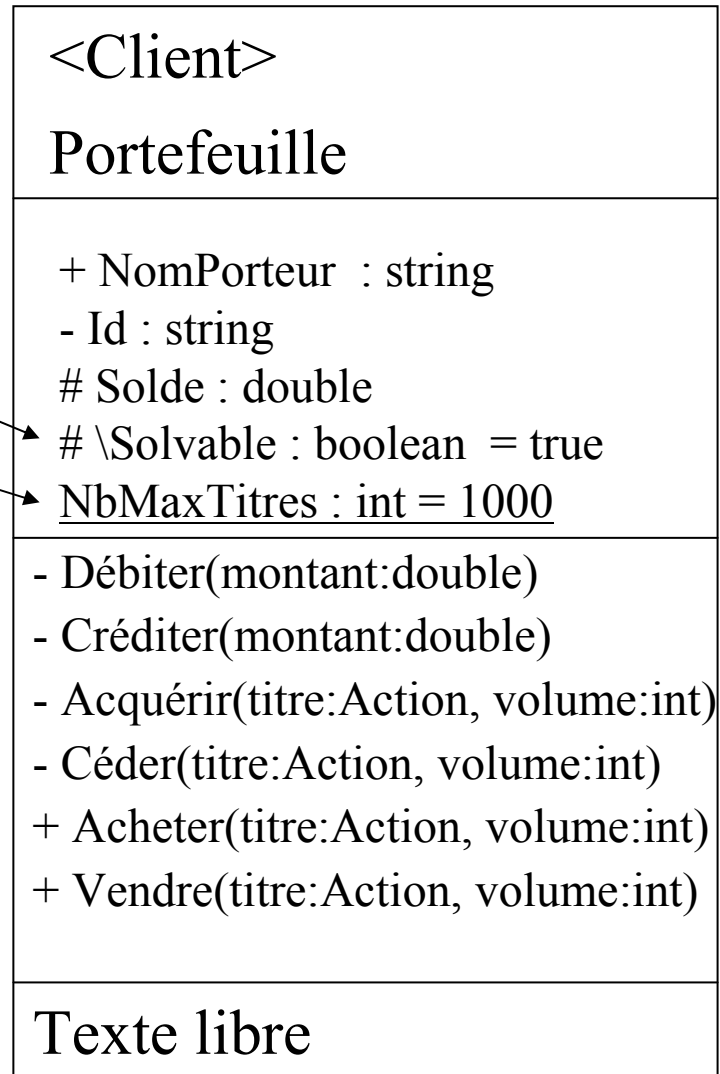 <Client>
Portefeuille
+ NomPorteur : string
- Id : string
# Solde : double
# \Solvable : boolean = true
NbMaxTitres : int = 1000
- Débiter(montant:double)
- Créditer(montant:double)
- Acquérir(titre:Action, volume:int)
- Céder(titre:Action, volume:int)
+ Acheter(titre:Action, volume:int)
+ Vendre(titre:Action, volume:int)
Texte libre